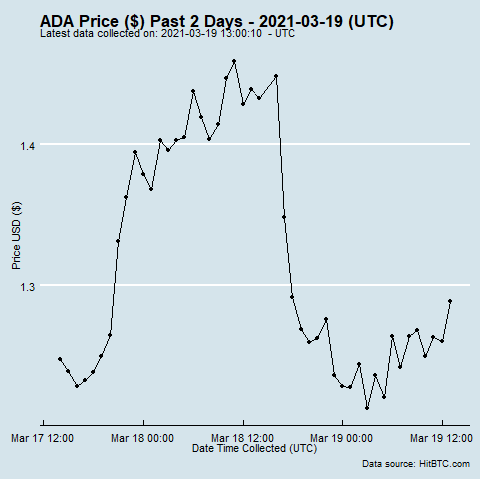 ADA Price ($) Past 2 Days - 2021-03-19 (UTC)
Latest data collected on: 2021-03-19 13:00:10 - UTC
1.4
1.3
Price USD ($)
Mar 17 12:00 Mar 18 00:00 Mar 18 12:00 Mar 19 00:00 Mar 19 12:00
Date Time Collected (UTC)
Data source: HitBTC.com